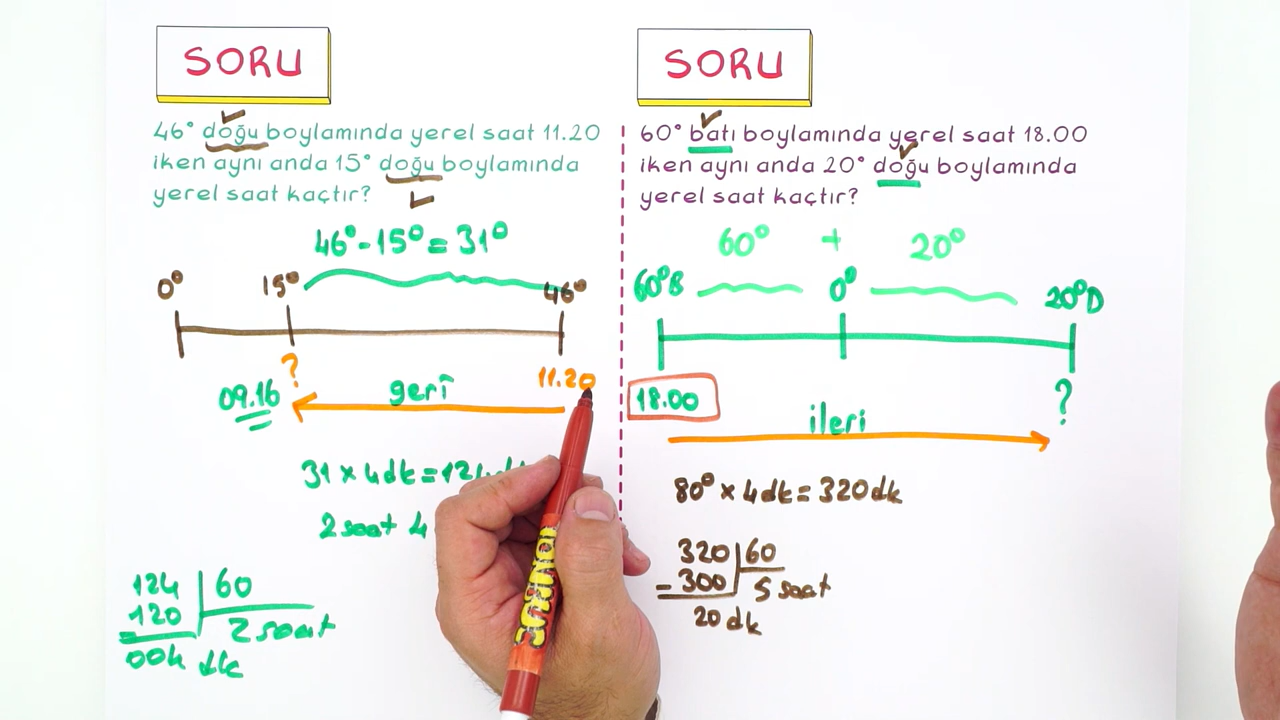 SORU
46° doğu boylamında yerel saat 11.20
iken aynı anda 15° doğu boylamında
yerel saat kaçtır?
46° - 15° = 31°
0° 15° 46°
? 11.20
09.16 geri
31 x 4dk = 124 dk
2 saat 4
124 60
120 2 saat
004 dk
SORU
60° batı boylamında yerel saat 18.00
iken aynı anda 20° doğu boylamında
yerel saat kaçtır?
60° + 20°
60°B 0° 20°D
18.00 ileri ?
80° x 4dk = 320dk
320 60
- 300 5 saat
20 dk